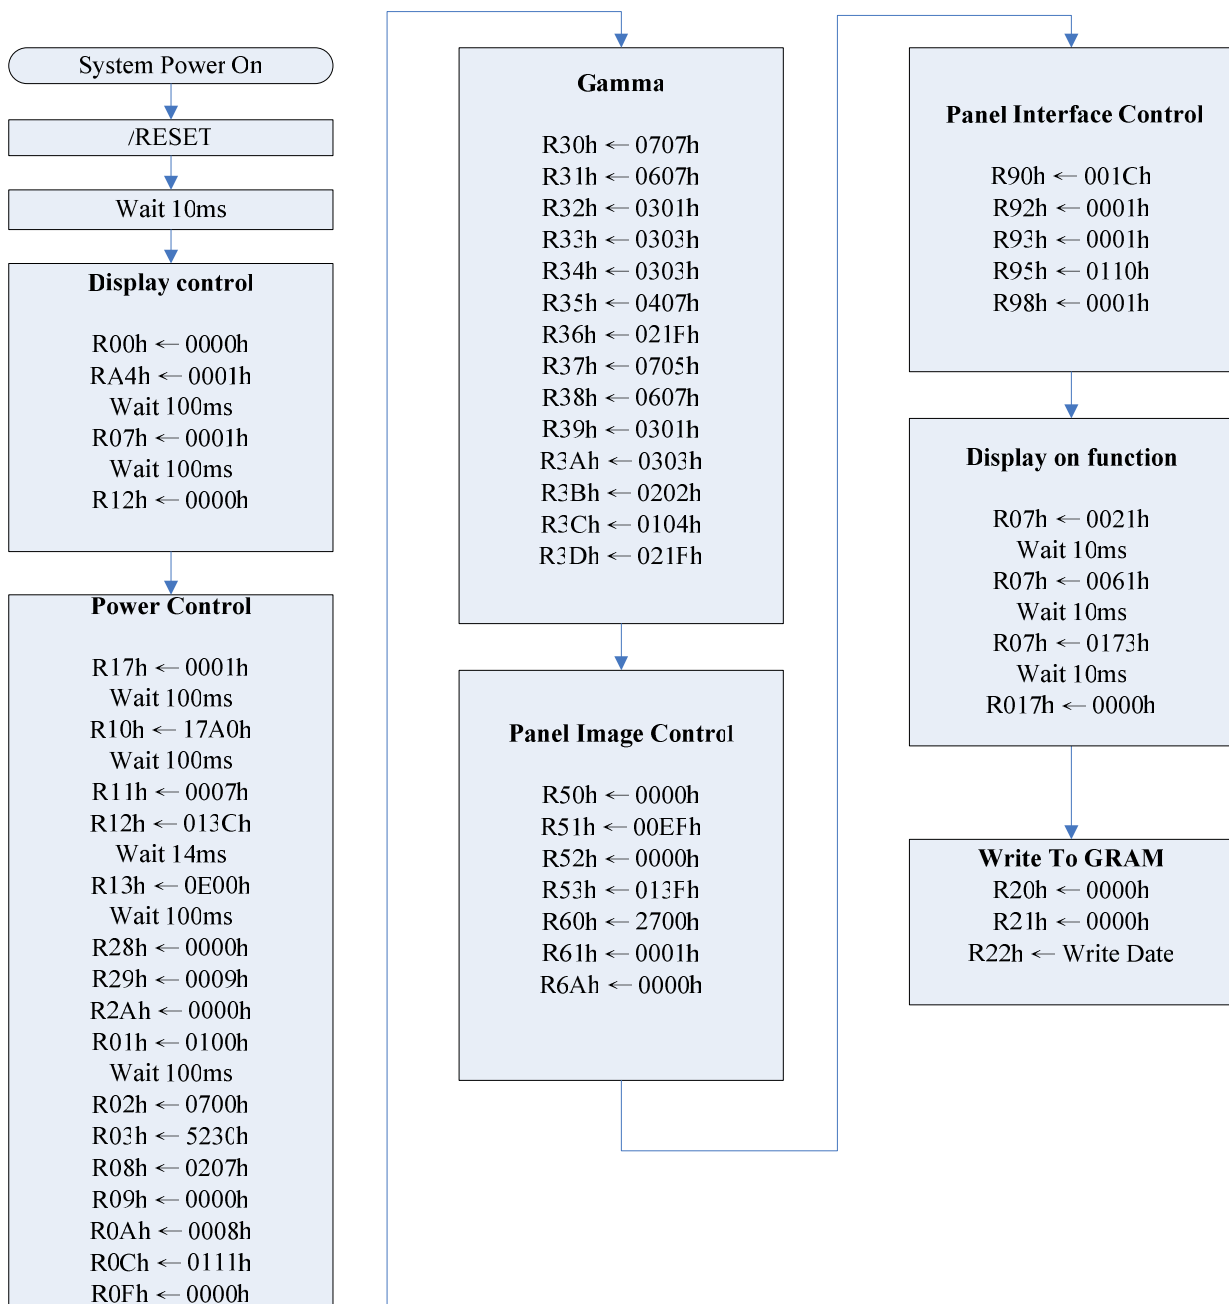 System Power On
/RESET
Wait 10ms
Display control
R00h ← 0000h
RA4h ← 0001h
Wait 100ms
R07h ← 0001h
Wait 100ms
R12h ← 0000h
Power Control
R17h ← 0001h
Wait 100ms
R10h ← 17A0h
Wait 100ms
R11h ← 0007h
R12h ← 013Ch
Wait 14ms
R13h ← 0E00h
Wait 100ms
R28h ← 0000h
R29h ← 0009h
R2Ah ← 0000h
R01h ← 0100h
Wait 100ms
R02h ← 0700h
R03h ← 5230h
R08h ← 0207h
R09h ← 0000h
R0Ah ← 0008h
R0Ch ← 0111h
R0Fh ← 0000h
Gamma
R30h ← 0707h
R31h ← 0607h
R32h ← 0301h
R33h ← 0303h
R34h ← 0303h
R35h ← 0407h
R36h ← 021Fh
R37h ← 0705h
R38h ← 0607h
R39h ← 0301h
R3Ah ← 0303h
R3Bh ← 0202h
R3Ch ← 0104h
R3Dh ← 021Fh
Panel Image Control
R50h ← 0000h
R51h ← 00EFh
R52h ← 0000h
R53h ← 013Fh
R60h ← 2700h
R61h ← 0001h
R6Ah ← 0000h
Panel Interface Control
R90h ← 001Ch
R92h ← 0001h
R93h ← 0001h
R95h ← 0110h
R98h ← 0001h
Display on function
R07h ← 0021h
Wait 10ms
R07h ← 0061h
Wait 10ms
R07h ← 0173h
Wait 10ms
R017h ← 0000h
Write To GRAM
R20h ← 0000h
R21h ← 0000h
R22h ← Write Date